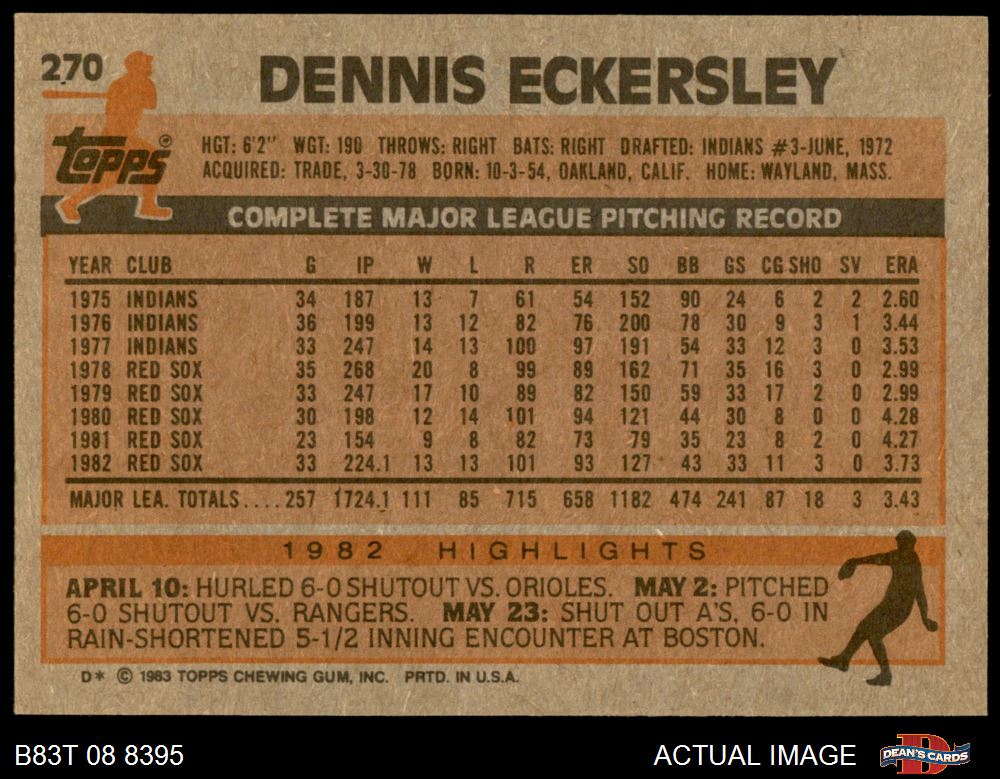 270 DENNIS ECKERSLEY
Topps®
HGT: 6'2" WGT: 190 THROWS: RIGHT BATS: RIGHT DRAFTED: INDIANS #3-JUNE, 1972
ACQUIRED: TRADE, 3-30-78 BORN: 10-3-54, OAKLAND, CALIF. HOME: WAYLAND, MASS.
COMPLETE MAJOR LEAGUE PITCHING RECORD
YEAR CLUB G IP W L R ER SO BB GS CG SHO SV ERA
1975 INDIANS 34 187 13 7 61 54 152 90 24 6 2 2 2.60
1976 INDIANS 36 199 13 12 82 76 200 78 30 9 3 1 3.44
1977 INDIANS 33 247 14 13 100 97 191 54 33 12 3 0 3.53
1978 RED SOX 35 268 20 8 99 89 162 71 35 16 3 0 2.99
1979 RED SOX 33 247 17 10 89 82 150 59 33 17 2 0 2.99
1980 RED SOX 30 198 12 14 101 94 121 44 30 8 0 0 4.28
1981 RED SOX 23 154 9 8 82 73 79 35 23 8 2 0 4.27
1982 RED SOX 33 224.1 13 13 101 93 127 43 33 11 3 0 3.73
MAJOR LEA. TOTALS....257 1724.1 111 85 715 658 1182 474 241 87 18 3 3.43
1982 HIGHLIGHTS
APRIL 10: HURLED 6-0 SHUTOUT VS. ORIOLES. MAY 2: PITCHED
6-0 SHUTOUT VS. RANGERS. MAY 23: SHUT OUT A'S, 6-0 IN
RAIN-SHORTENED 5-1/2 INNING ENCOUNTER AT BOSTON.
D* © 1983 TOPPS CHEWING GUM, INC. PRTD. IN U.S.A.
B83T 08 8395 ACTUAL IMAGE
D
DEAN'S CARDS